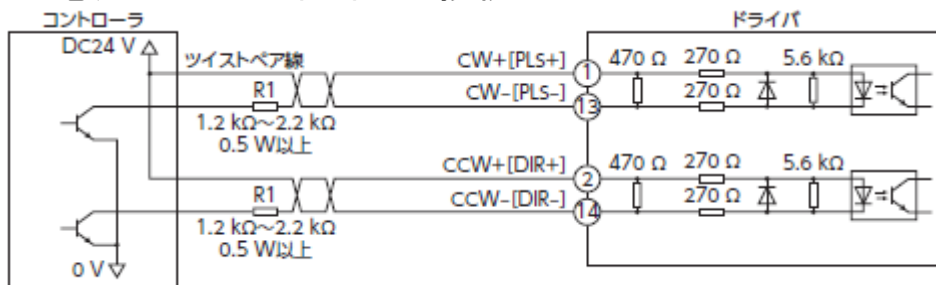 コントローラ
ドライバ
DC24 V
ツイストペア線
CW+[PLS+]
1
470 Ω
270 Ω
5.6 kΩ
R1
CW-[PLS-]
13
270 Ω
1.2 kΩ～2.2 kΩ
0.5 W以上
CCW+[DIR+]
2
470 Ω
270 Ω
5.6 kΩ
R1
CCW-[DIR-]
14
270 Ω
1.2 kΩ～2.2 kΩ
0.5 W以上
0 V